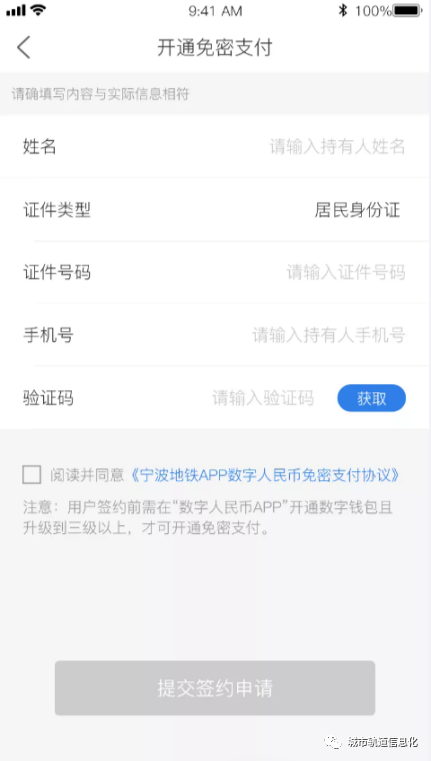 9:41 AM
100%
开通免密支付
请确填写内容与实际信息相符
姓名
请输入持有人姓名
证件类型
居民身份证
证件号码
请输入证件号码
手机号
请输入持有人手机号
验证码
请输入验证码
获取
阅读并同意《宁波地铁APP数字人民币免密支付协议》
注意：用户签约前需在“数字人民币APP”开通数字钱包且
升级到三级以上，才可开通免密支付。
提交签约申请
城市轨道信息化